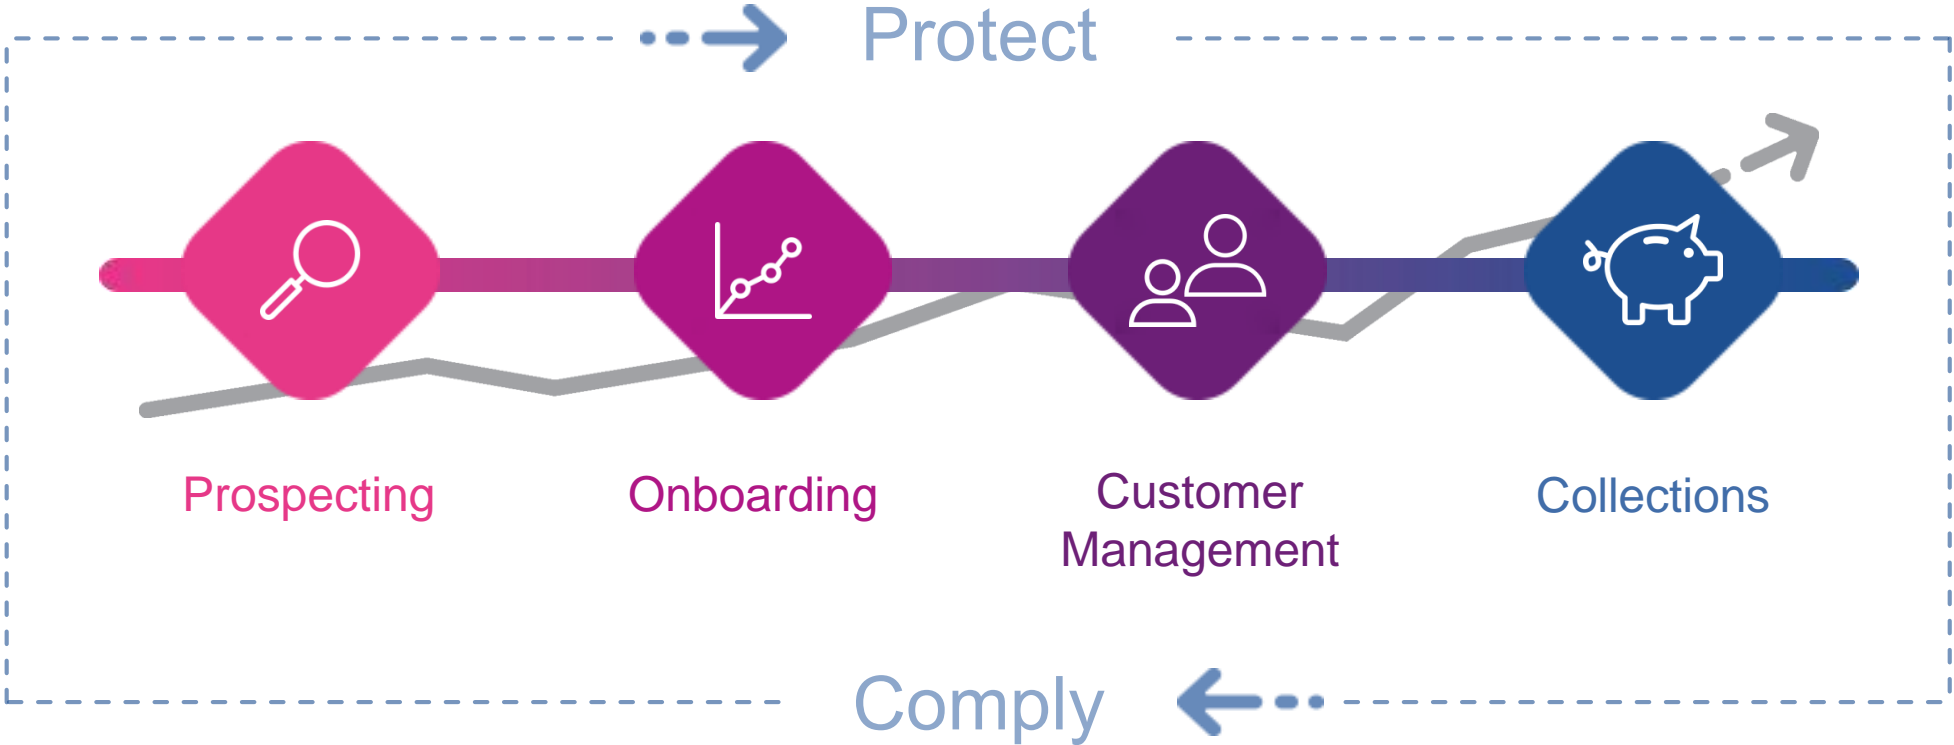 Protect
Prospecting
Onboarding
Customer
Management
Collections
Comply